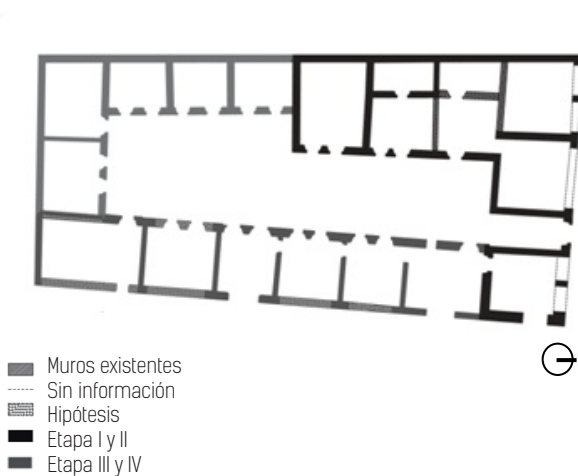 Muros existentes
Sin información
Hipótesis
Etapa I y II
Etapa III y IV